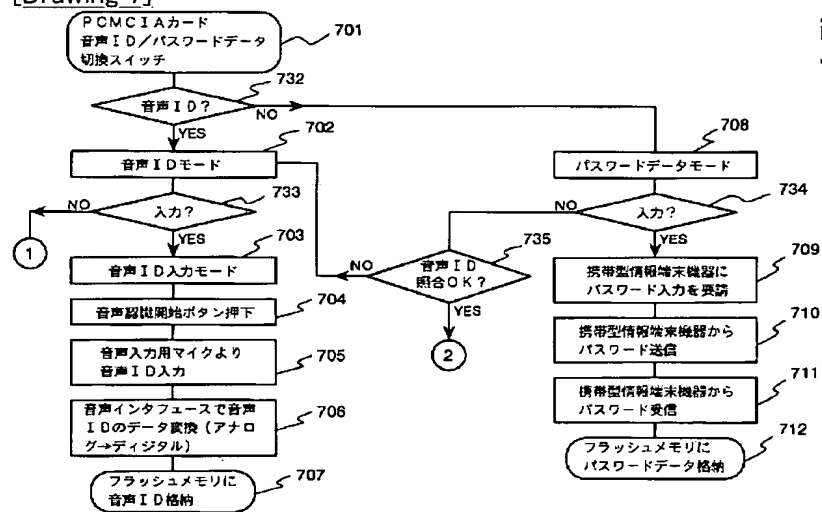 [Drawing 7]
PCMCIAカード
音声ID/パスワードデータ
切換スイッチ
701
732
音声ID?
NO
YES
702
音声IDモード
733
NO
入力?
YES
1
703
音声ID入力モード
704
音声認識開始ボタン押下
音声入力用マイクより
音声ID入力
705
音声インタフェースで音声
IDのデータ変換(アナロ
グ→ディジタル)
706
フラッシュメモリに
音声ID格納
707
708
パスワードデータモード
734
NO
入力?
YES
735
NO
音声ID
照合OK?
YES
2
携帯型情報端末機器に
パスワード入力を要請
709
携帯型情報端末機器から
パスワード送信
710
携帯型情報端末機器から
パスワード受信
711
フラッシュメモリに
パスワードデータ格納
712